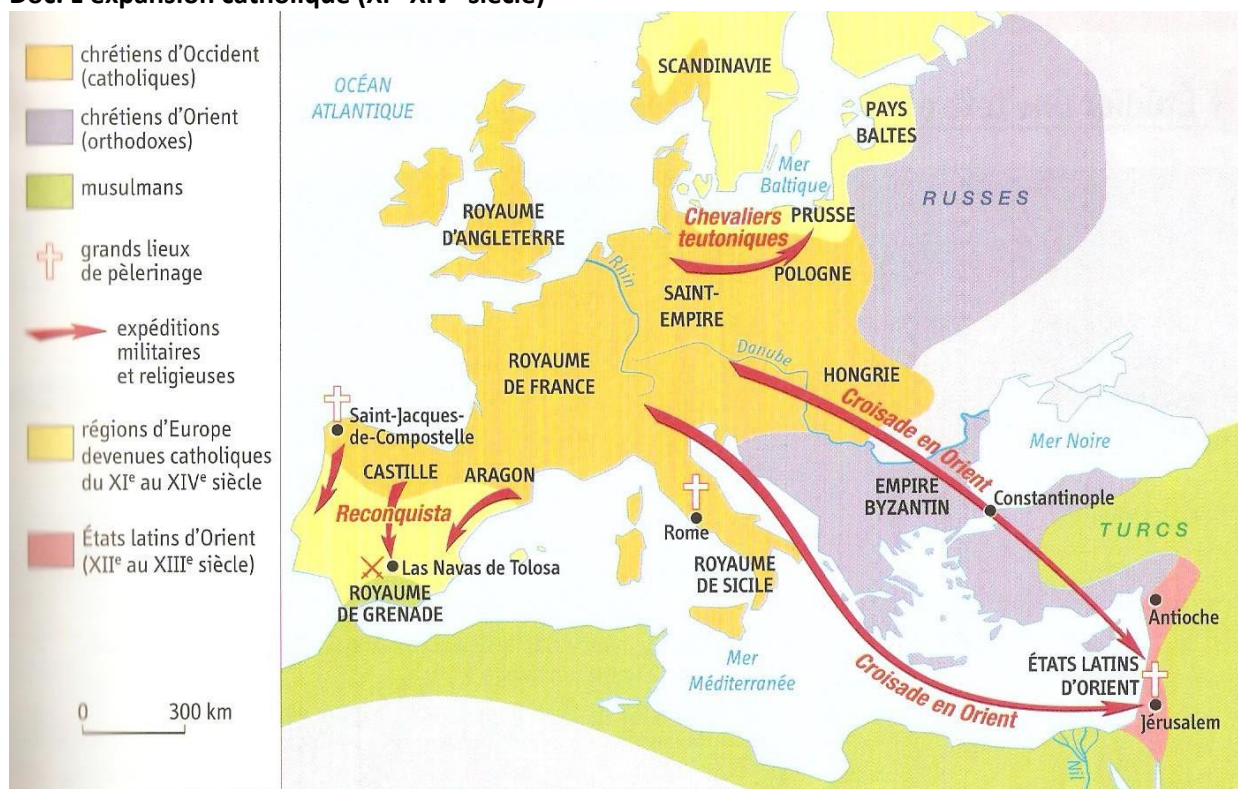 Doc. L'expansion catholique (XIe-XIVe siècle)
chrétiens d'Occident
(catholiques)
chrétiens d'Orient
(orthodoxes)
musulmans
grands lieux
de pèlerinage
expéditions
militaires
et religieuses
régions d'Europe
devenues catholiques
du XIe au XIVe siècle
États latins d'Orient
(XIIe au XIIIe siècle)
0 300 km
OCÉAN
ATLANTIQUE
SCANDINAVIE
PAYS
BALTES
Mer
Baltique
RUSSES
ROYAUME
D'ANGLETERRE
Chevaliers
teutoniques
PRUSSE
POLOGNE
Rhin
SAINT-
EMPIRE
ROYAUME
DE FRANCE
Danube
HONGRIE
Croisade en Orient
Mer Noire
Saint-Jacques-
de-Compostelle
CASTILLE
ARAGON
Reconquista
Rome
EMPIRE
BYZANTIN
Constantinople
TURCS
Las Navas de Tolosa
ROYAUME
DE GRENADE
ROYAUME
DE SICILE
Antioche
Mer
Méditerranée
Croisade en Orient
ÉTATS LATINS
D'ORIENT
Jérusalem
Nil